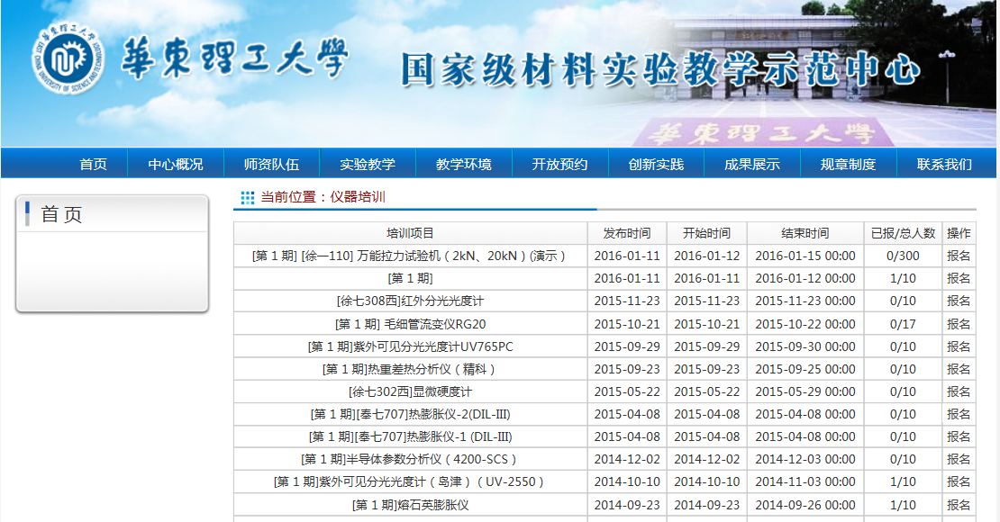 華東理工大學
國家级材料实验教学示范中心
華東理工大學
首页 中心概况 师资队伍 实验教学 教学环境 开放预约 创新实践 成果展示 规章制度 联系我们
首页
当前位置：仪器培训
培训项目 发布时间 开始时间 结束时间 已报/总人数 操作
[第 1 期] [徐一110] 万能拉力试验机（2kN、20kN）(演示） 2016-01-11 2016-01-12 2016-01-15 00:00 0/300 报名
[第 1 期] 2016-01-11 2016-01-11 2016-01-12 00:00 1/10 报名
[徐七308西]红外分光光度计 2015-11-23 2015-11-23 2015-11-23 00:00 0/10 报名
[第 1 期] 毛细管流变仪RG20 2015-10-21 2015-10-21 2015-10-22 00:00 0/17 报名
[第 1 期]紫外可见分光光度计UV765PC 2015-09-29 2015-09-29 2015-09-30 00:00 0/10 报名
[第 1 期]热重差热分析仪（精科） 2015-09-23 2015-09-23 2015-09-25 00:00 0/10 报名
[徐七302西]显微硬度计 2015-05-22 2015-05-22 2015-05-29 00:00 0/10 报名
[第 1 期][奉七707]热膨胀仪-2(DIL-III) 2015-04-08 2015-04-08 2015-04-08 00:00 0/10 报名
[第 1 期][奉七707]热膨胀仪-1 (DIL-III) 2015-04-08 2015-04-08 2015-04-08 00:00 0/10 报名
[第 1 期]半导体参数分析仪（4200-SCS） 2014-12-02 2014-12-02 2014-12-03 00:00 0/10 报名
[第 1 期]紫外可见分光光度计（岛津）（UV-2550） 2014-10-10 2014-10-10 2014-11-03 00:00 1/10 报名
[第 1 期]熔石英膨胀仪 2014-09-23 2014-09-23 2014-09-26 00:00 1/10 报名